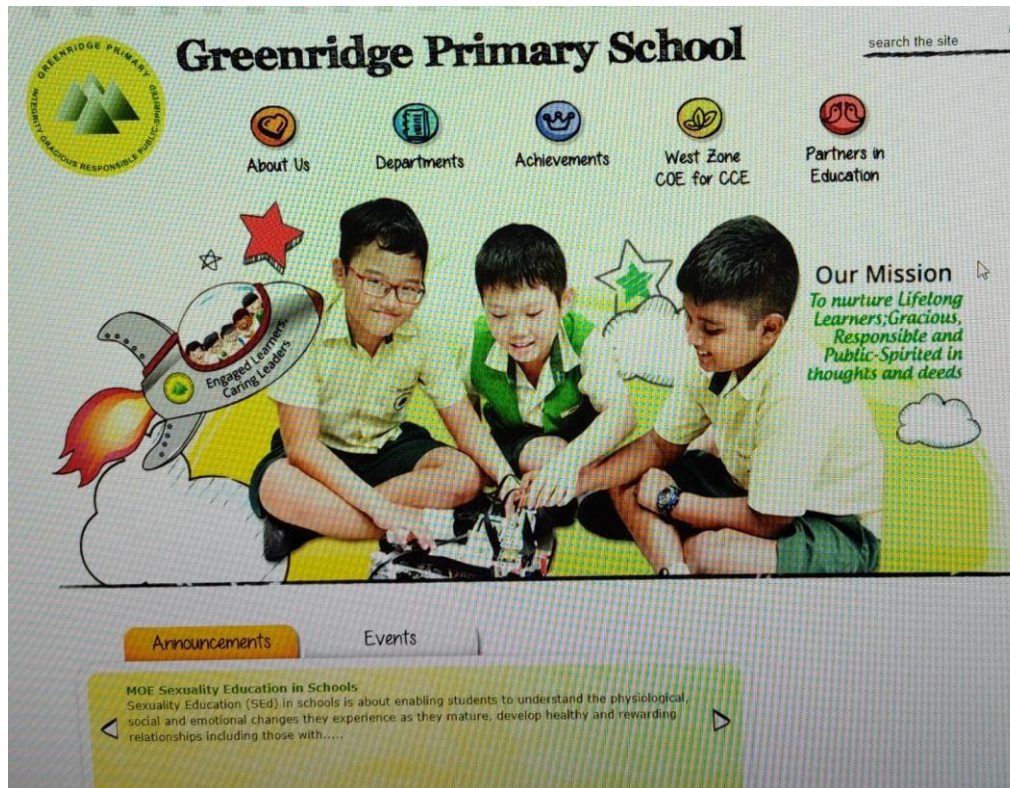 GREENRIDGE PRIMARY
INTEGRITY GRACIOUS RESPONSIBLE PUBLIC-SPIRITED
Greenridge Primary School
search the site
About Us
Departments
Achievements
West Zone
COE for CCE
Partners in
Education
Engaged Learners,
Caring Leaders
Our Mission
To nurture Lifelong
Learners;Gracious,
Responsible and
Public-Spirited in
thoughts and deeds
Announcements
Events
MOE Sexuality Education in Schools
Sexuality Education (SEd) in schools is about enabling students to understand the physiological,
social and emotional changes they experience as they mature, develop healthy and rewarding
relationships including those with.....